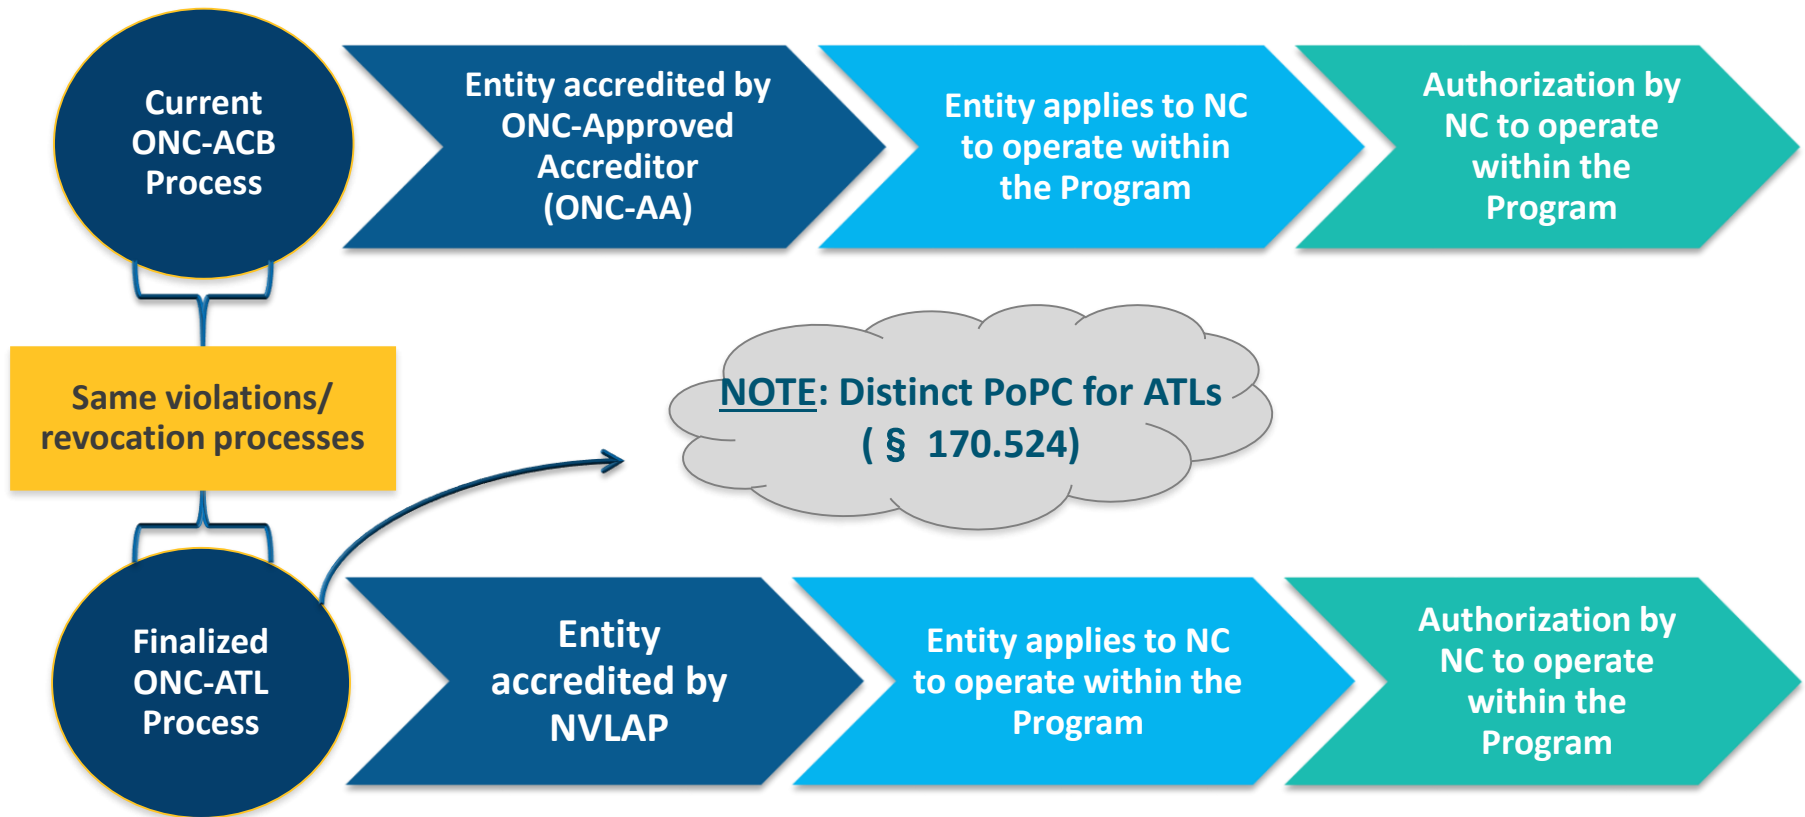 Current
ONC-ACB
Process
Entity accredited by
ONC-Approved
Accreditor
(ONC-AA)
Entity applies to NC
to operate within
the Program
Authorization by
NC to operate
within the
Program
Same violations/
revocation processes
NOTE: Distinct PoPC for ATLs
( § 170.524)
Finalized
ONC-ATL
Process
Entity
accredited by
NVLAP
Entity applies to NC
to operate within the
Program
Authorization by
NC to operate
within the
Program